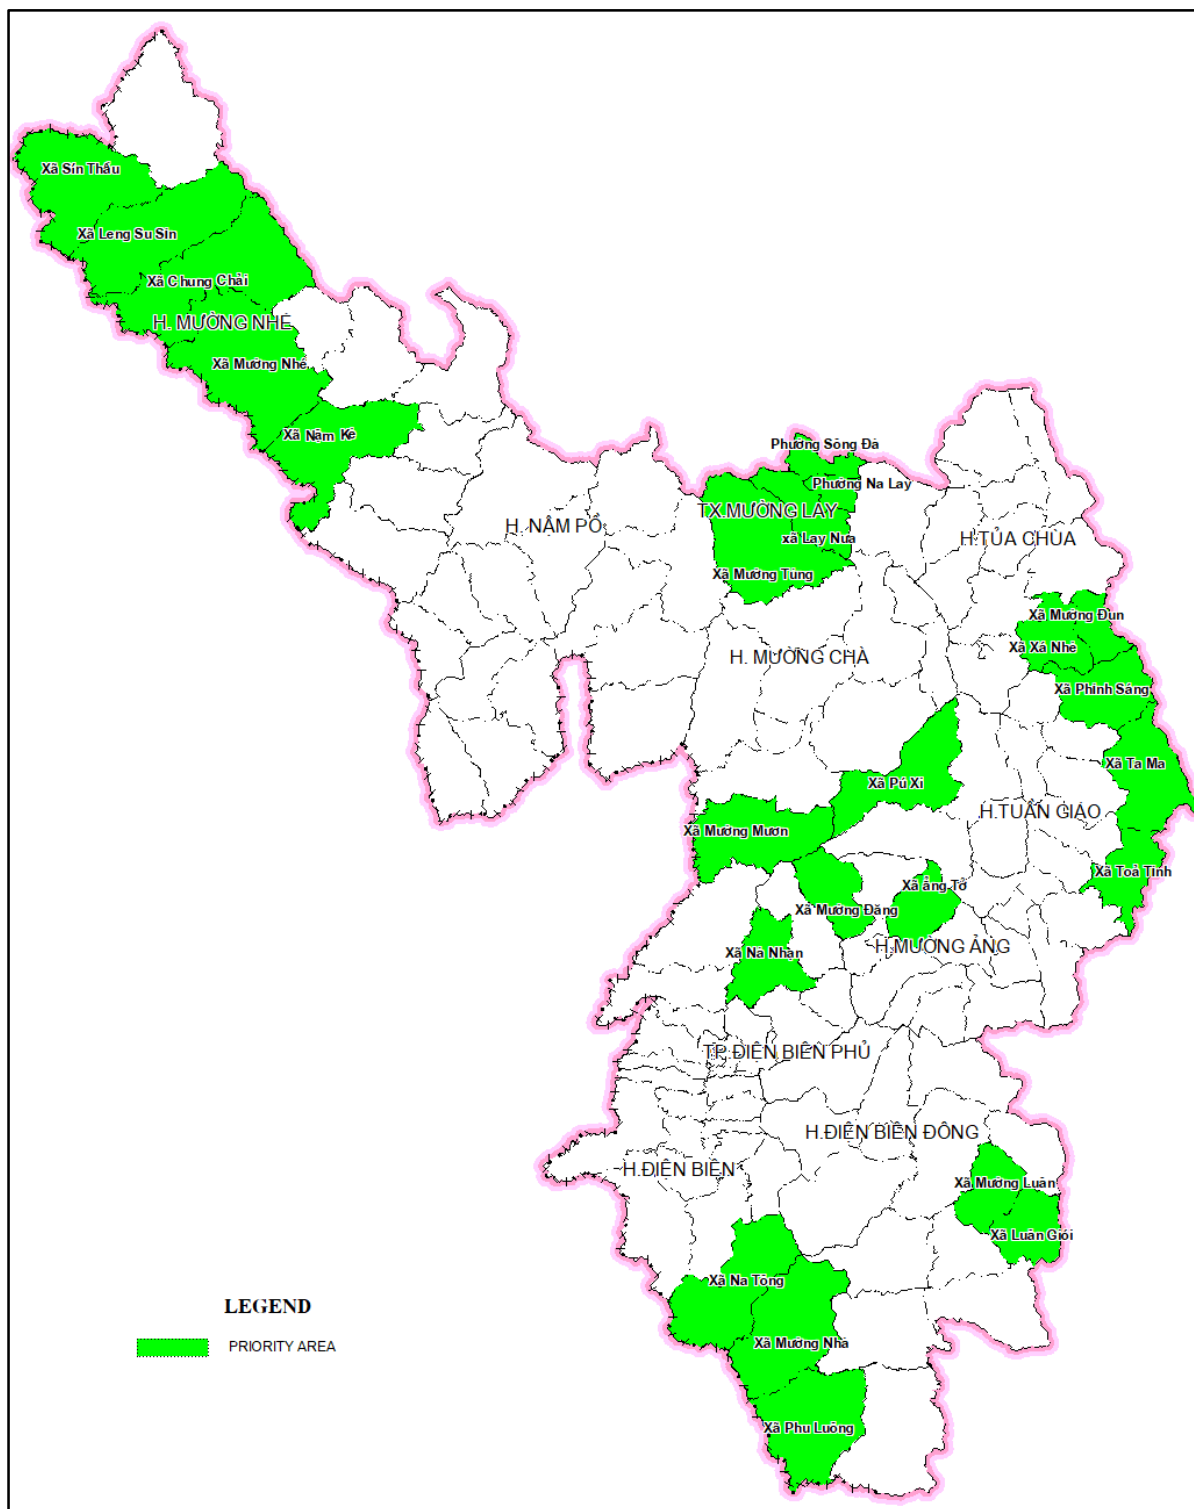 Xã Sín Thầu
Xã Leng Su Sìn
Xã Chung Chải
H. MƯỜNG NHÉ
Xã Mường Nhé
Xã Nậm Kè
Phường Sông Đà
Phường Na Lay
TX.MƯỜNG LAY
H. NẬM PỒ
xã Lay Nưa
H.TỦA CHÙA
Xã Mường Tùng
Xã Mường Đun
Xã Xá Nhè
H. MƯỜNG CHÀ
Xã Phình Sáng
Xã Ta Ma
Xã Pú Xi
H.TUẦN GIÁO
Xã Mường Mươn
Xã Toả Tình
Xã ẳng Tở
Xã Mường Đăng
H.MƯỜNG ẢNG
Xã Nà Nhạn
TP.ĐIỆN BIÊN PHỦ
H.ĐIỆN BIÊN ĐÔNG
H.ĐIỆN BIÊN
Xã Mường Luân
Xã Luân Giói
Xã Na Tông
LEGEND
PRIORITY AREA
Xã Mường Nhà
Xã Phu Luông